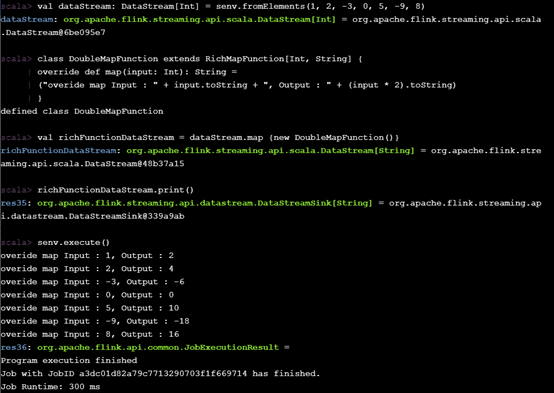 scala> val dataStream: DataStream[Int] = senv.fromElements(1, 2, -3, 0, 5, -9, 8)
dataStream: org.apache.flink.streaming.api.scala.DataStream[Int] = org.apache.flink.streaming.api.scala
.DataStream@6be095e7
scala> class DoubleMapFunction extends RichMapFunction[Int, String] {
| override def map(input: Int): String =
| ("overide map Input : " + input.toString + ", Output : " + (input * 2).toString)
| }
defined class DoubleMapFunction
scala> val richFunctionDataStream = dataStream.map {new DoubleMapFunction()}
richFunctionDataStream: org.apache.flink.streaming.api.scala.DataStream[String] = org.apache.flink.stre
aming.api.scala.DataStream@48b37a15
scala> richFunctionDataStream.print()
res35: org.apache.flink.streaming.api.datastream.DataStreamSink[String] = org.apache.flink.streaming.ap
i.datastream.DataStreamSink@339a9ab
scala> senv.execute()
overide map Input : 1, Output : 2
overide map Input : 2, Output : 4
overide map Input : -3, Output : -6
overide map Input : 0, Output : 0
overide map Input : 5, Output : 10
overide map Input : -9, Output : -18
overide map Input : 8, Output : 16
res36: org.apache.flink.api.common.JobExecutionResult =
Program execution finished
Job with JobID a3dc01d82a79c7713290703f1f669714 has finished.
Job Runtime: 300 ms